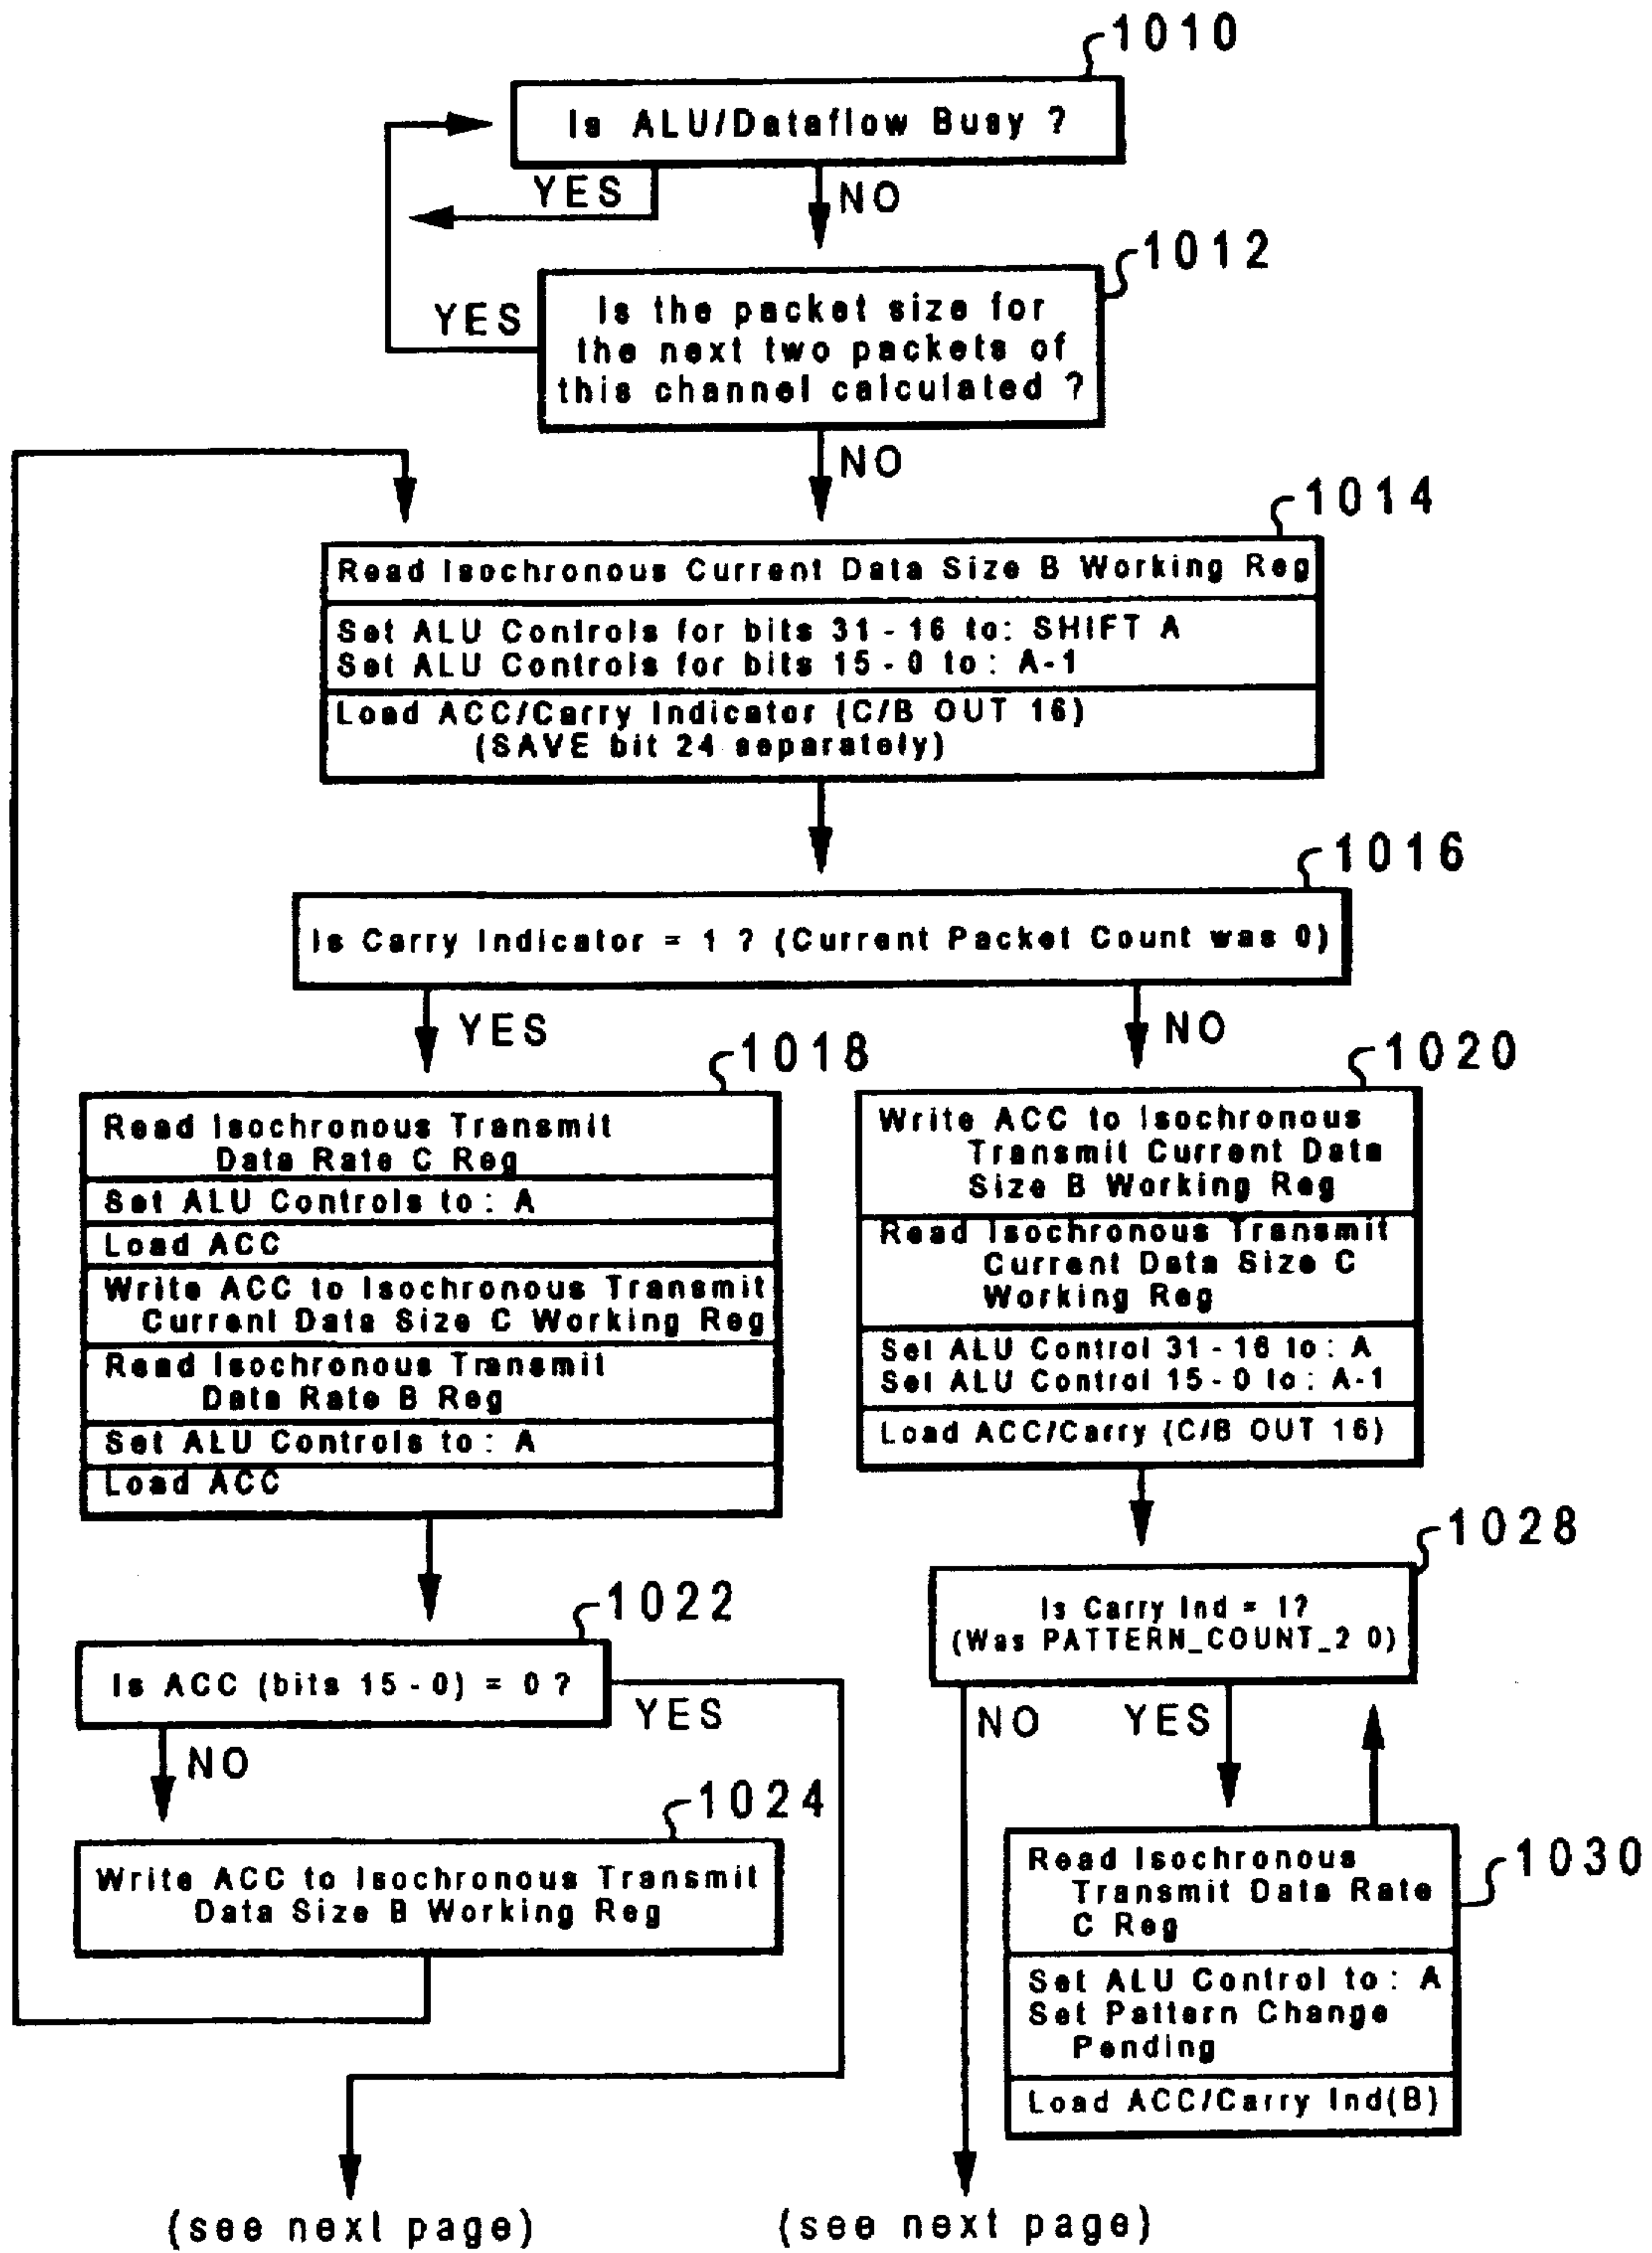 1010
Is ALU/Dataflow Busy ?
YES
NO
1012
Is the packet size for
the next two packets of
this channel calculated ?
YES
NO
1014
Read Isochronous Current Data Size B Working Reg
Set ALU Controls for bits 31-16 to: SHIFT A
Set ALU Controls for bits 15-0 to: A-1
Load ACC/Carry Indicator (C/B OUT 16)
(SAVE bit 24 separately)
1016
Is Carry Indicator = 1 ? (Current Packet Count was 0)
YES
NO
1018
Read Isochronous Transmit
Data Rate C Reg
Set ALU Controls to: A
Load ACC
Write ACC to Isochronous Transmit
Current Data Size C Working Reg
Read Isochronous Transmit
Data Rate B Reg
Set ALU Controls to: A
Load ACC
1020
Write ACC to Isochronous
Transmit Current Data
Size B Working Reg
Read Isochronous Transmit
Current Data Size C
Working Reg
Set ALU Control 31-16 to: A
Set ALU Control 15-0 to: A-1
Load ACC/Carry (C/B OUT 16)
1022
Is ACC (bits 15-0) = 0 ?
YES
NO
1024
Write ACC to Isochronous Transmit
Data Size B Working Reg
1028
Is Carry Ind = 1?
(Was PATTERN_COUNT_2 0)
NO
YES
1030
Read Isochronous
Transmit Data Rate
C Reg
Set ALU Control to: A
Set Pattern Change
Pending
Load ACC/Carry Ind(B)
(see next page)
(see next page)